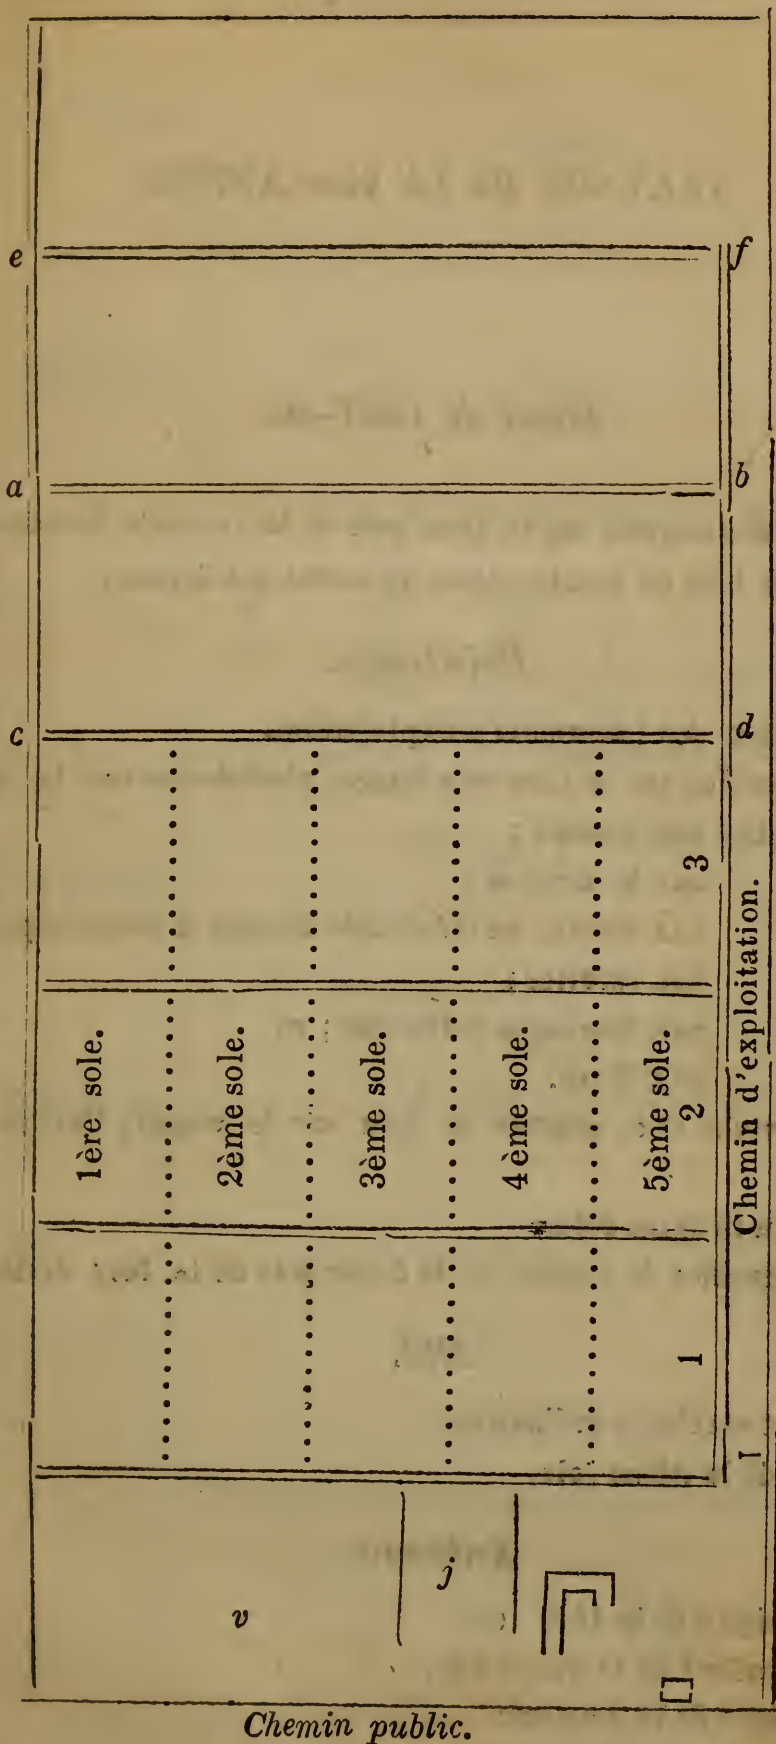 e
f
a
b
c
d
3
1ère sole.
2ème sole.
3ème sole.
4ème sole.
5ème sole.
2
Chemin d'exploitation.
1
j
v
Chemin public.